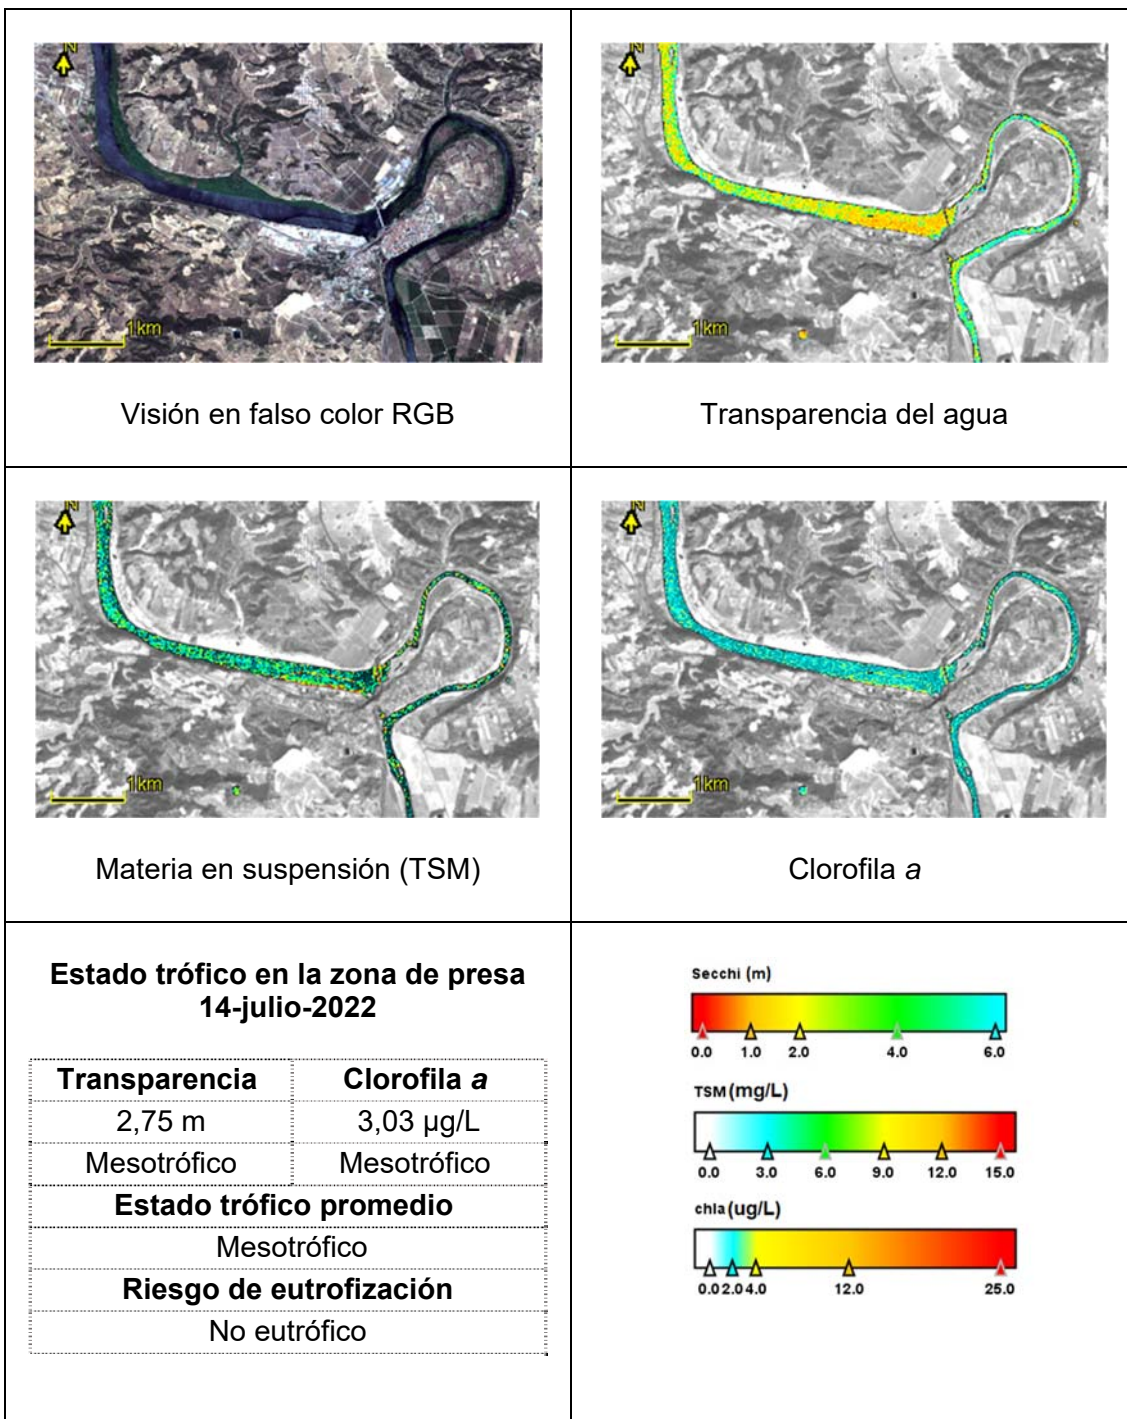 N
1km
Visión en falso color RGB
N
1km
Transparencia del agua
N
1km
Materia en suspensión (TSM)
N
1km
Clorofila a
Estado trófico en la zona de presa
14-julio-2022
Transparencia Clorofila a
2,75 m 3,03 µg/L
Mesotrófico Mesotrófico
Estado trófico promedio
Mesotrófico
Riesgo de eutrofización
No eutrófico
Secchi (m)
0.0 1.0 2.0 4.0 6.0
TSM (mg/L)
0.0 3.0 6.0 9.0 12.0 15.0
chla (ug/L)
0.0 2.0 4.0 12.0 25.0